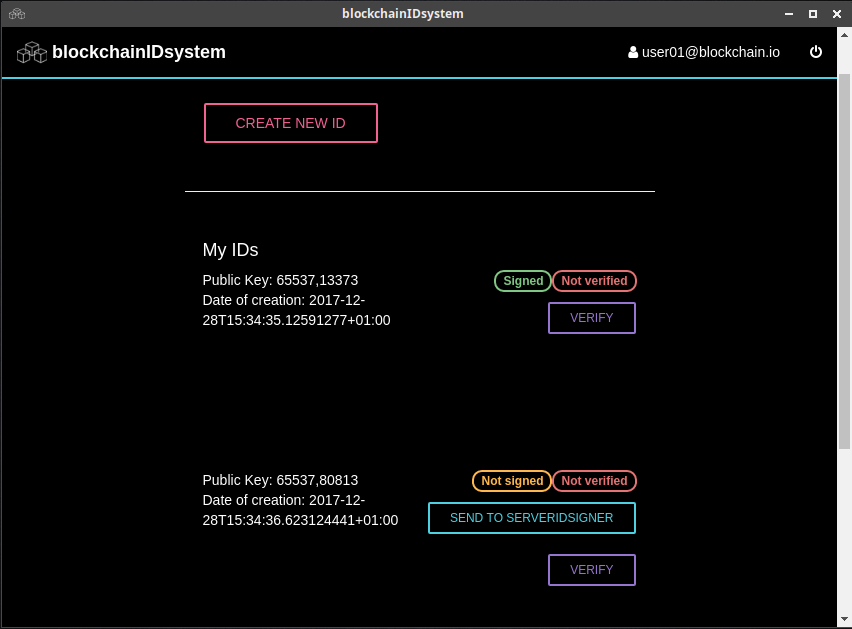 blockchainIDsystem
blockchainIDsystem
user01@blockchain.io
CREATE NEW ID
My IDs
Public Key: 65537,13373
Signed
Not verified
Date of creation: 2017-12-
28T15:34:35.12591277+01:00
VERIFY
Public Key: 65537,80813
Not signed
Not verified
Date of creation: 2017-12-
28T15:34:36.623124441+01:00
SEND TO SERVERIDSIGNER
VERIFY